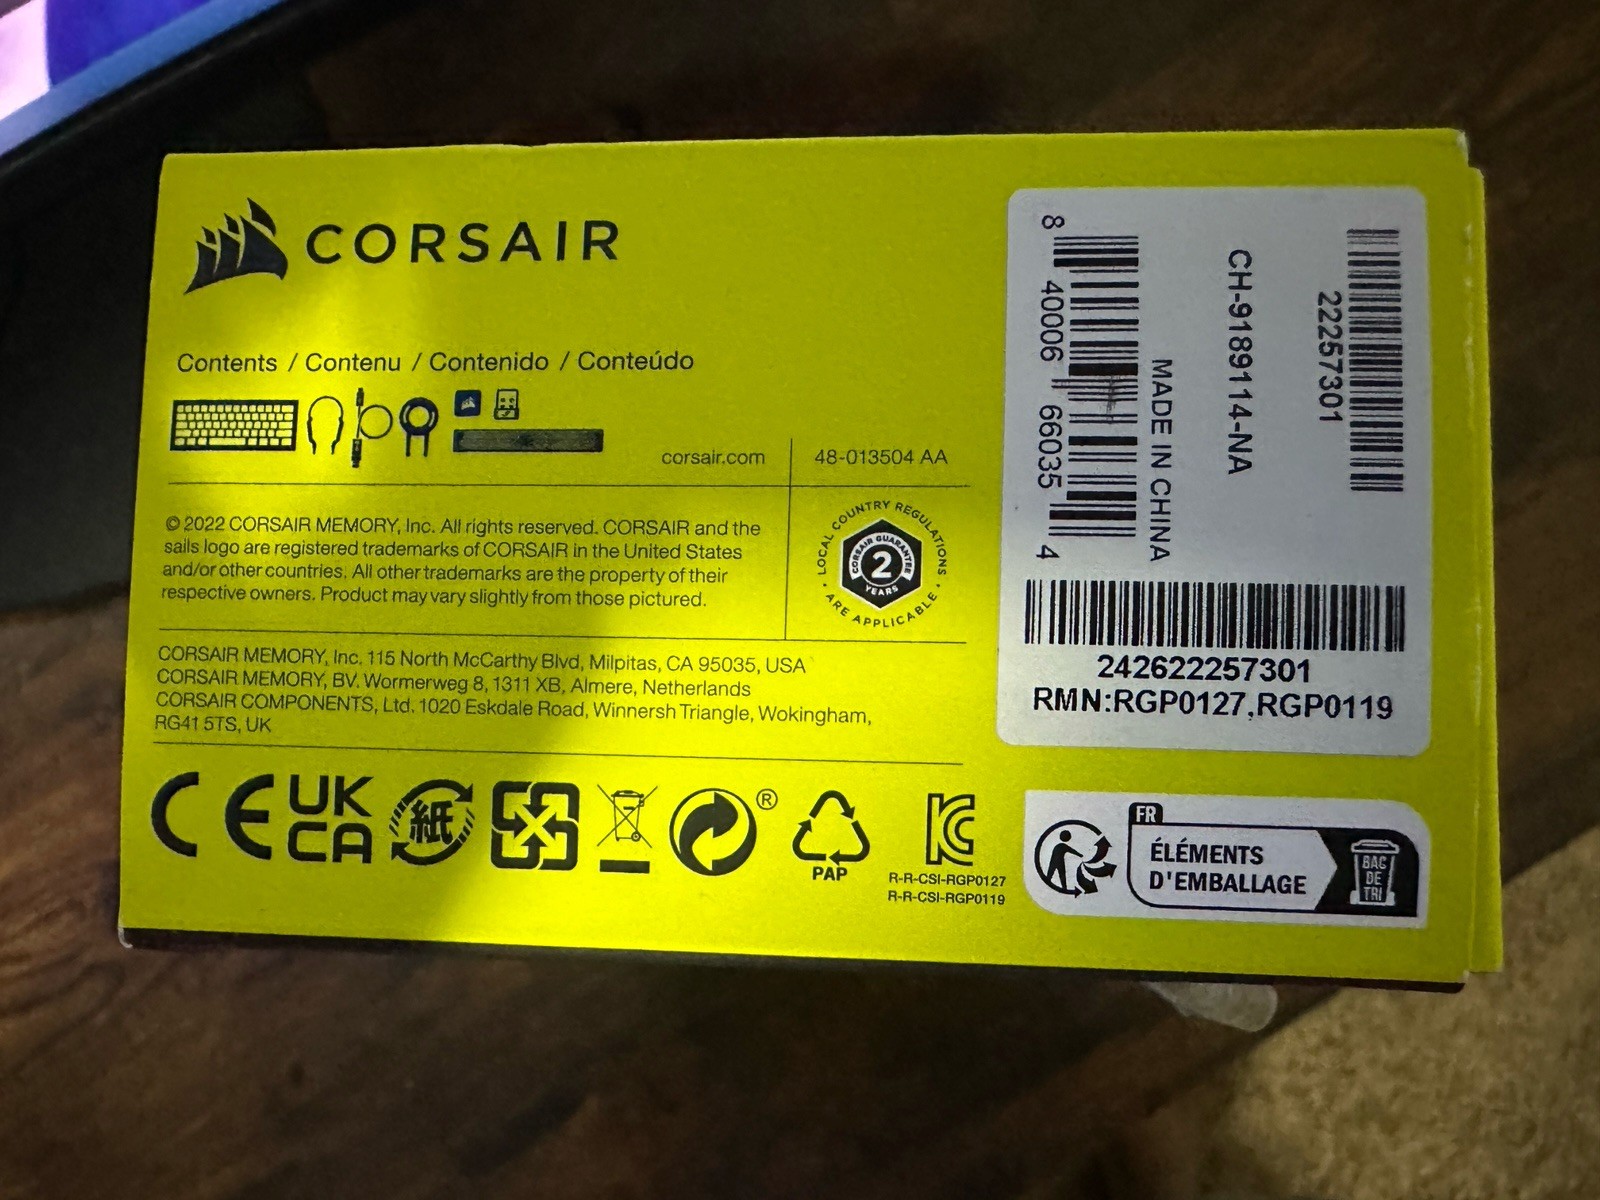 CORSAIR
Contents / Contenu / Contenido / Conteúdo
corsair.com
48-013504 AA
© 2022 CORSAIR MEMORY, Inc. All rights reserved. CORSAIR and the
sails logo are registered trademarks of CORSAIR in the United States
and/or other countries. All other trademarks are the property of their
respective owners. Product may vary slightly from those pictured.
LOCAL COUNTRY REGULATIONS
CORSAIR GUARANTEE
2
YEARS
• ARE APPLICABLE •
CORSAIR MEMORY, Inc. 115 North McCarthy Blvd, Milpitas, CA 95035, USA
CORSAIR MEMORY, BV. Wormerweg 8, 1311 XB, Almere, Netherlands
CORSAIR COMPONENTS, Ltd. 1020 Eskdale Road, Winnersh Triangle, Wokingham,
RG41 5TS, UK
CE
UK
CA
紙
®
PAP
R-R-CSI-RGP0127
R-R-CSI-RGP0119
22257301
CH-9189114-NA
MADE IN CHINA
8 40006 66035 4
242622257301
RMN:RGP0127,RGP0119
FR
ÉLÉMENTS
D'EMBALLAGE
BAC
DE
TRI